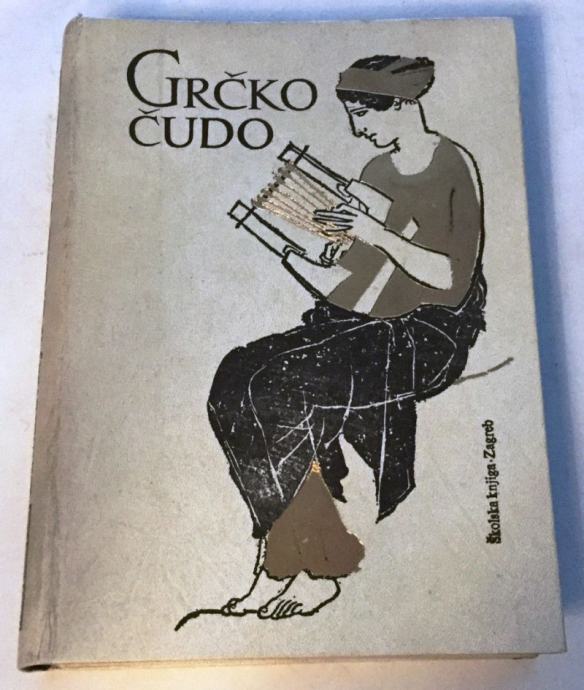 GRČKO
ČUDO
Školska knjiga · Zagreb